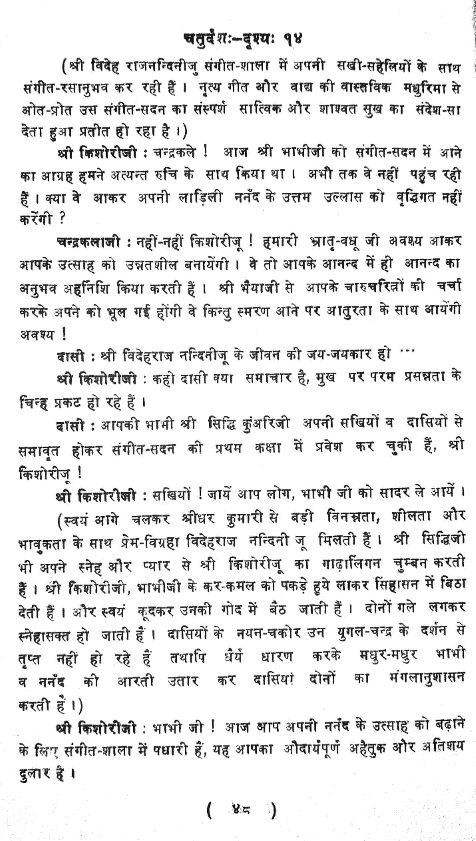 चतुर्दशः-दृश्यः १४
(श्री विदेह राजनन्दिनीजु संगीत-शाला में अपनी सखी-सहेलियों के साथ
संगीत-रसानुभव कर रही हैं । नृत्य गीत और वाद्य की वास्तविक मधुरिमा से
ओत-प्रोत उस संगीत-सदन का संस्पर्श सात्विक और शाश्वत सुख का संदेश-सा
देता हुआ प्रतीत हो रहा है ।)
श्री किशोरीजी : चन्द्रकले ! आज श्री भाभीजी को संगीत-सदन में आने
का आग्रह हमने अत्यन्त रुचि के साथ किया था । अभी तक वे नहीं पहुंच रही
हैं । क्या वे आकर अपनी लाड़िली ननँद के उत्तम उल्लास को वृद्धिगत नहीं
करेंगी ?
चन्द्रकलाजी : नहीं-नहीं किशोरीजू ! हमारी भ्रातृ-वधू जी अवश्य आकर
आपके उत्साह को उन्नतशील बनायेंगी । वे तो आपके आनन्द में ही आनन्द का
अनुभव अहर्निशि किया करती हैं । श्री भैयाजी से आपके चारुचरित्रों की चर्चा
करके अपने को भूल गई होंगी वे किन्तु स्मरण आने पर आतुरता के साथ आयेंगी
अवश्य !
दासी : श्री विदेहराज नन्दिनीजू के जीवन की जय-जयकार हो ···
श्री किशोरीजी : कहो दासी क्या समाचार है, मुख पर परम प्रसन्नता के
चिन्ह प्रकट हो रहे हैं ।
दासी : आपकी भाभी श्री सिद्धि कुंअरिजी अपनी सखियों व दासियों से
समावृत होकर संगीत-सदन की प्रथम कक्षा में प्रवेश कर चुकी हैं, श्री
किशोरीजू !
श्री किशोरीजी : सखियों ! जायें आप लोग, भाभी जी को सादर ले आयें ।
(स्वयं आगे चलकर श्रीधर कुमारी से बड़ी विनम्रता, शीलता और
भावुकता के साथ प्रेम-विग्रहा विदेहराज नन्दिनी जू मिलती हैं । श्री सिद्धिजी
भी अपने स्नेह और प्यार से श्री किशोरीजू का गाढ़ालिंगन चुम्बन करती
हैं । श्री किशोरीजी, भाभीजी के कर-कमल को पकड़े हुये लाकर सिंहासन में बिठा
देती हैं । और स्वयं कूदकर उनकी गोद में बैठ जाती हैं । दोनों गले लगकर
स्नेहासक्त हो जाती हैं । दासियों के नयन-चकोर उन युगल-चन्द्र के दर्शन से
तृप्त नहीं हो रहे हैं तथापि धैर्य धारण करके मधुर-मधुर भाभी
व ननँद की आरती उतार कर दासियां दोनों का मंगलानुशासन
करती हैं ।)
श्री किशोरीजी : भाभी जी ! आज आप अपनी ननँद के उत्साह को बढ़ाने
के लिए संगीत-शाला में पधारी हैं, यह आपका औदार्यपूर्ण अहैतुक और अतिशय
दुलार है ।
( ४८ )